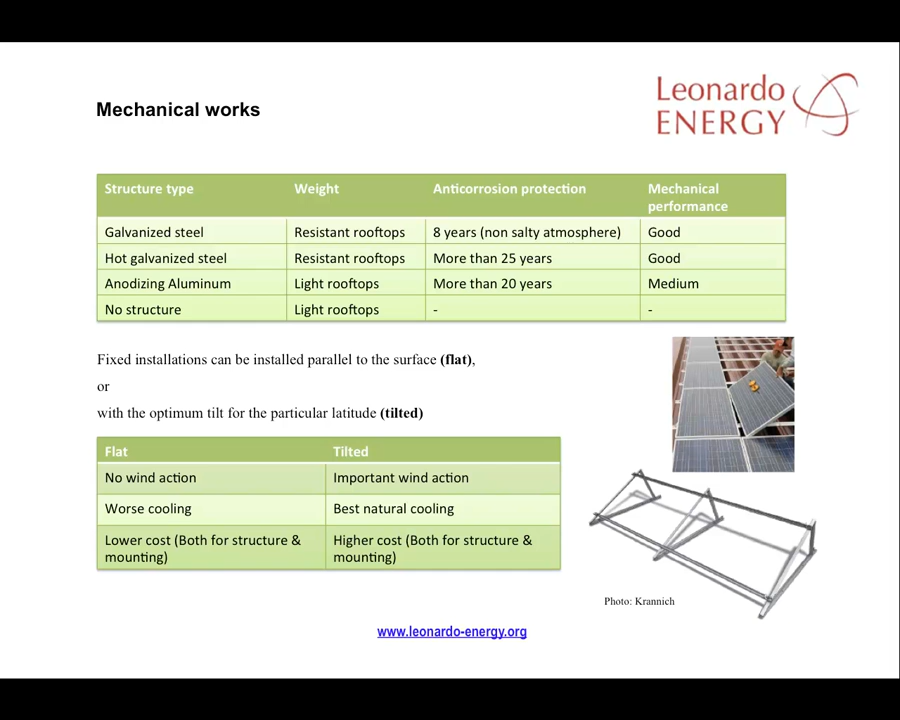 Leonardo
ENERGY
Mechanical works
Structure type Weight Anticorrosion protection Mechanical performance
Galvanized steel Resistant rooftops 8 years (non salty atmosphere) Good
Hot galvanized steel Resistant rooftops More than 25 years Good
Anodizing Aluminum Light rooftops More than 20 years Medium
No structure Light rooftops - -
Fixed installations can be installed parallel to the surface (flat),
or
with the optimum tilt for the particular latitude (tilted)
Flat Tilted
No wind action Important wind action
Worse cooling Best natural cooling
Lower cost (Both for structure & mounting) Higher cost (Both for structure & mounting)
Photo: Krannich
www.leonardo-energy.org